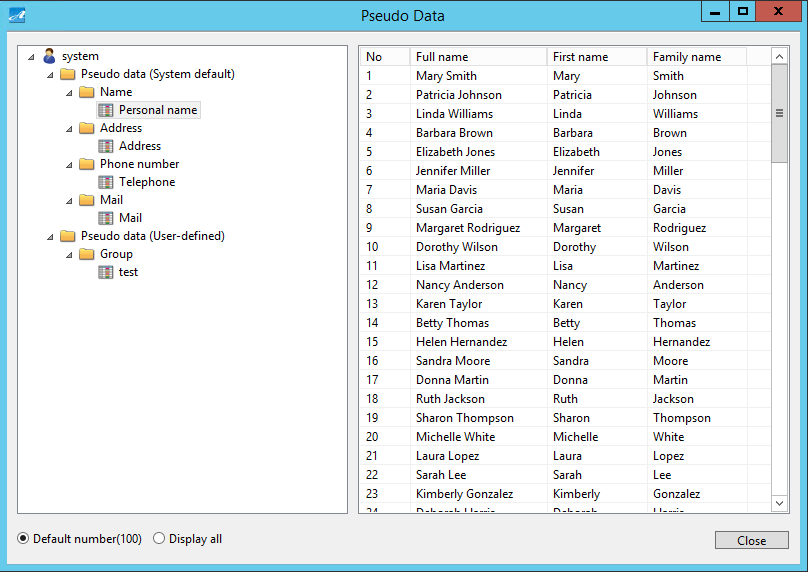 Pseudo Data
system
Pseudo data (System default)
Name
Personal name
Address
Address
Phone number
Telephone
Mail
Mail
Pseudo data (User-defined)
Group
test
No Full name First name Family name
1 Mary Smith Mary Smith
2 Patricia Johnson Patricia Johnson
3 Linda Williams Linda Williams
4 Barbara Brown Barbara Brown
5 Elizabeth Jones Elizabeth Jones
6 Jennifer Miller Jennifer Miller
7 Maria Davis Maria Davis
8 Susan Garcia Susan Garcia
9 Margaret Rodriguez Margaret Rodriguez
10 Dorothy Wilson Dorothy Wilson
11 Lisa Martinez Lisa Martinez
12 Nancy Anderson Nancy Anderson
13 Karen Taylor Karen Taylor
14 Betty Thomas Betty Thomas
15 Helen Hernandez Helen Hernandez
16 Sandra Moore Sandra Moore
17 Donna Martin Donna Martin
18 Ruth Jackson Ruth Jackson
19 Sharon Thompson Sharon Thompson
20 Michelle White Michelle White
21 Laura Lopez Laura Lopez
22 Sarah Lee Sarah Lee
23 Kimberly Gonzalez Kimberly Gonzalez
24 Deborah Harris Deborah Harris
Default number(100) Display all
Close